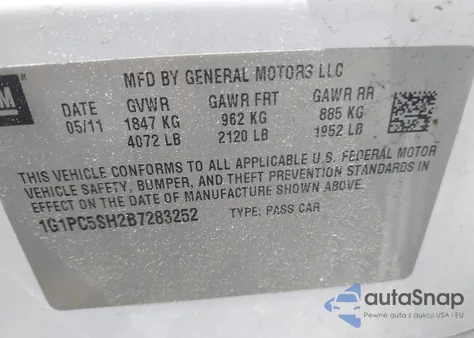 GM
MFD BY GENERAL MOTORS LLC
DATE GVWR GAWR FRT GAWR RR
05/11 1847 KG 962 KG 885 KG
4072 LB 2120 LB 1952 LB
THIS VEHICLE CONFORMS TO ALL APPLICABLE U.S. FEDERAL MOTOR
VEHICLE SAFETY, BUMPER, AND THEFT PREVENTION STANDARDS IN
EFFECT ON THE DATE OF MANUFACTURE SHOWN ABOVE.
1G1PC5SH2B7283252 TYPE: PASS CAR
autoSnap
Pewne auta z USA i EU